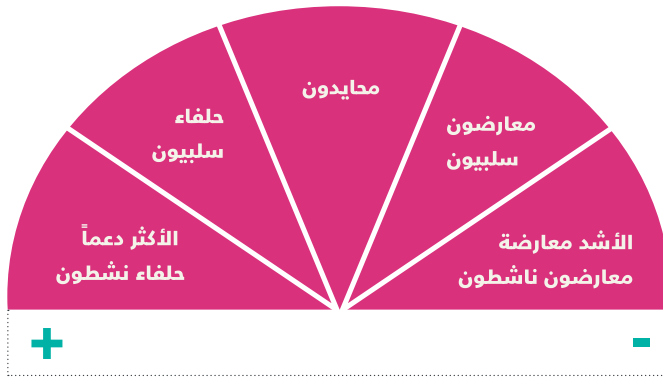 محايدون
حلفاء
سلبيون
معارضون
سلبيون
الأكثر دعماً
حلفاء نشطون
الأشد معارضة
معارضون ناشطون
+
-